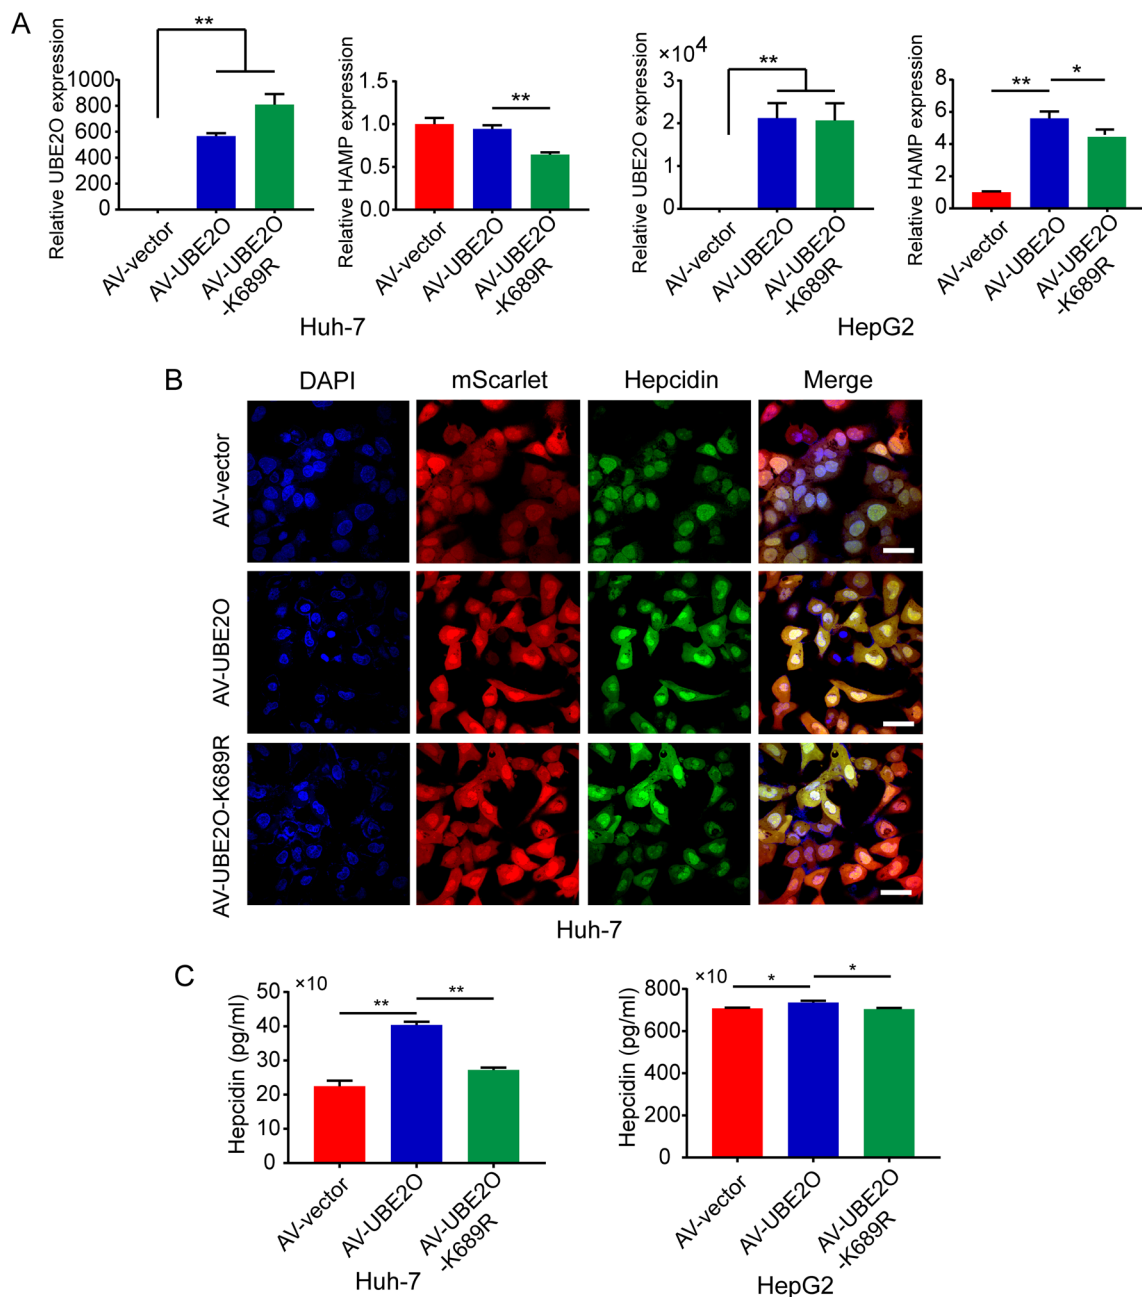 A
Relative UBE2O expression
1000
800
600
400
200
0
**
AV-vector
AV-UBE2O
AV-UBE2O
-K689R
Relative HAMP expression
1.5
1.0
0.5
0.0
**
AV-vector
AV-UBE2O
AV-UBE2O
-K689R
Huh-7
×10⁴
Relative UBE2O expression
3
2
1
0
**
AV-vector
AV-UBE2O
AV-UBE2O
-K689R
Relative HAMP expression
8
6
4
2
0
**
*
AV-vector
AV-UBE2O
AV-UBE2O
-K689R
HepG2
B
DAPI
mScarlet
Hepcidin
Merge
AV-vector
AV-UBE2O
AV-UBE2O-K689R
Huh-7
C
×10
Hepcidin (pg/ml)
50
40
30
20
10
0
**
**
AV-vector
AV-UBE2O
AV-UBE2O
-K689R
Huh-7
×10
Hepcidin (pg/ml)
800
600
400
200
0
*
*
AV-vector
AV-UBE2O
AV-UBE2O
-K689R
HepG2